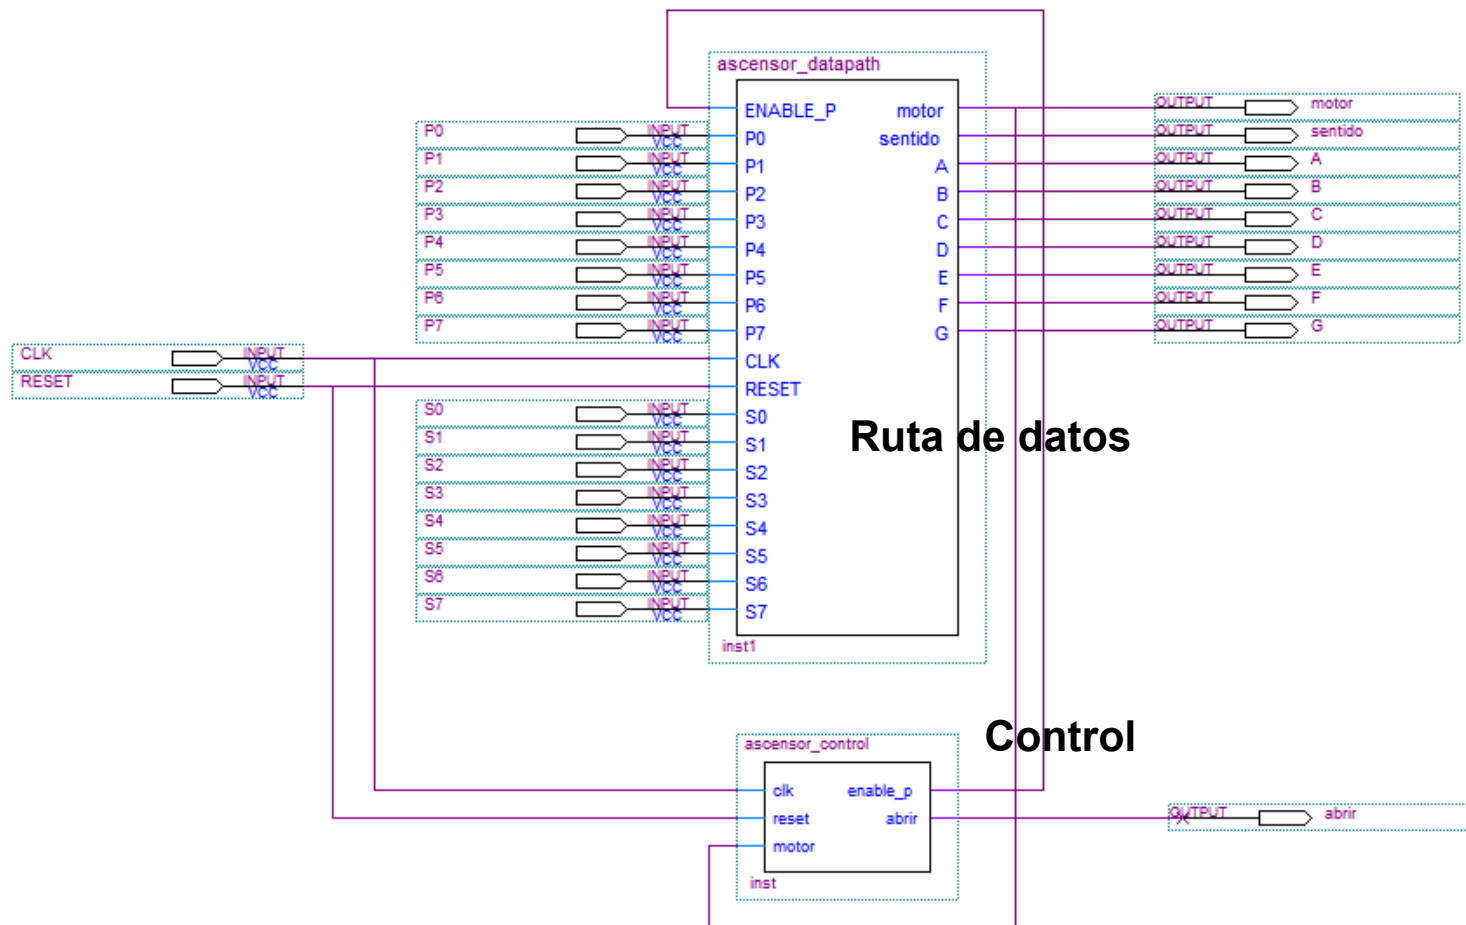 ascensor_datapath
ENABLE_P motor
P0 INPUT VCC P0 sentido
P1 INPUT VCC P1 A
P2 INPUT VCC P2 B
P3 INPUT VCC P3 C
P4 INPUT VCC P4 D
P5 INPUT VCC P5 E
P6 INPUT VCC P6 F
P7 INPUT VCC P7 G
OUTPUT motor
OUTPUT sentido
OUTPUT A
OUTPUT B
OUTPUT C
OUTPUT D
OUTPUT E
OUTPUT F
OUTPUT G
CLK INPUT VCC CLK
RESET INPUT VCC RESET
S0 INPUT VCC S0
S1 INPUT VCC S1
S2 INPUT VCC S2
S3 INPUT VCC S3
S4 INPUT VCC S4
S5 INPUT VCC S5
S6 INPUT VCC S6
S7 INPUT VCC S7
Ruta de datos
inst1
Control
ascensor_control
clk enable_p
reset abrir
motor
inst
OUTPUT abrir